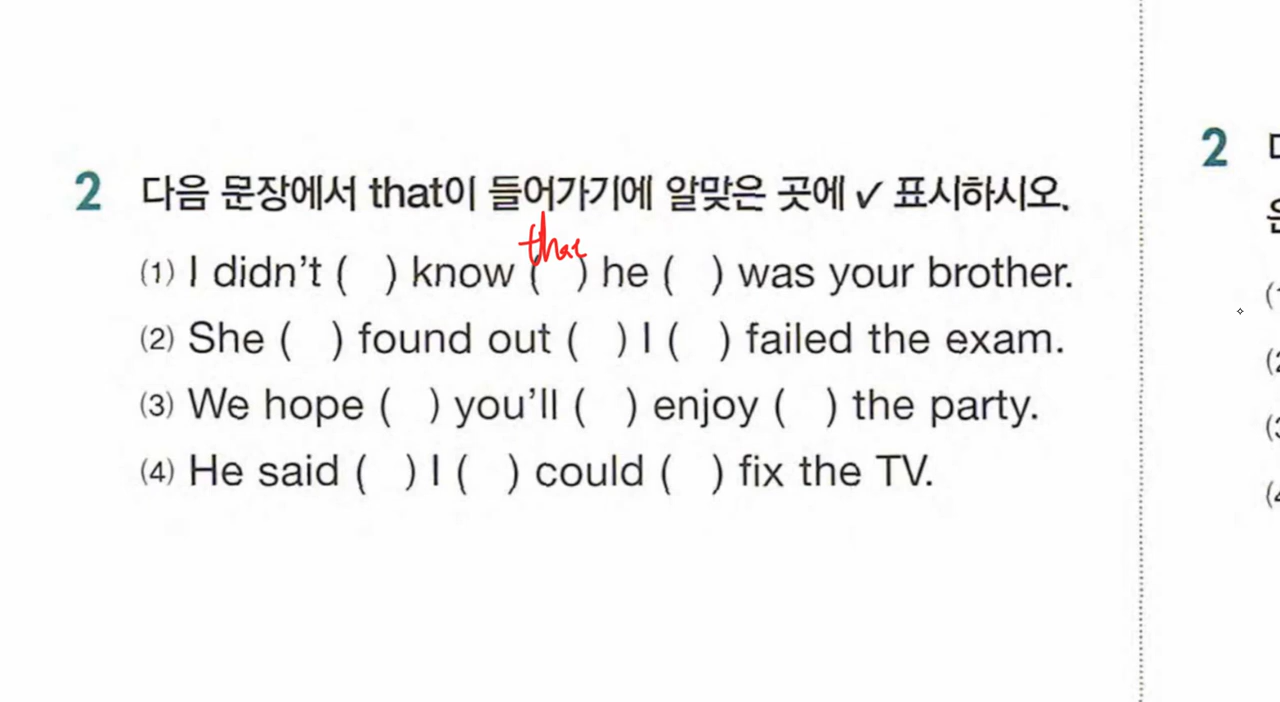 2 다음 문장에서 that이 들어가기에 알맞은 곳에 ✓ 표시하시오.
that
(1) I didn't (  ) know (  ) he (  ) was your brother.
(2) She (  ) found out (  ) I (  ) failed the exam.
(3) We hope (  ) you'll (  ) enjoy (  ) the party.
(4) He said (  ) I (  ) could (  ) fix the TV.
2